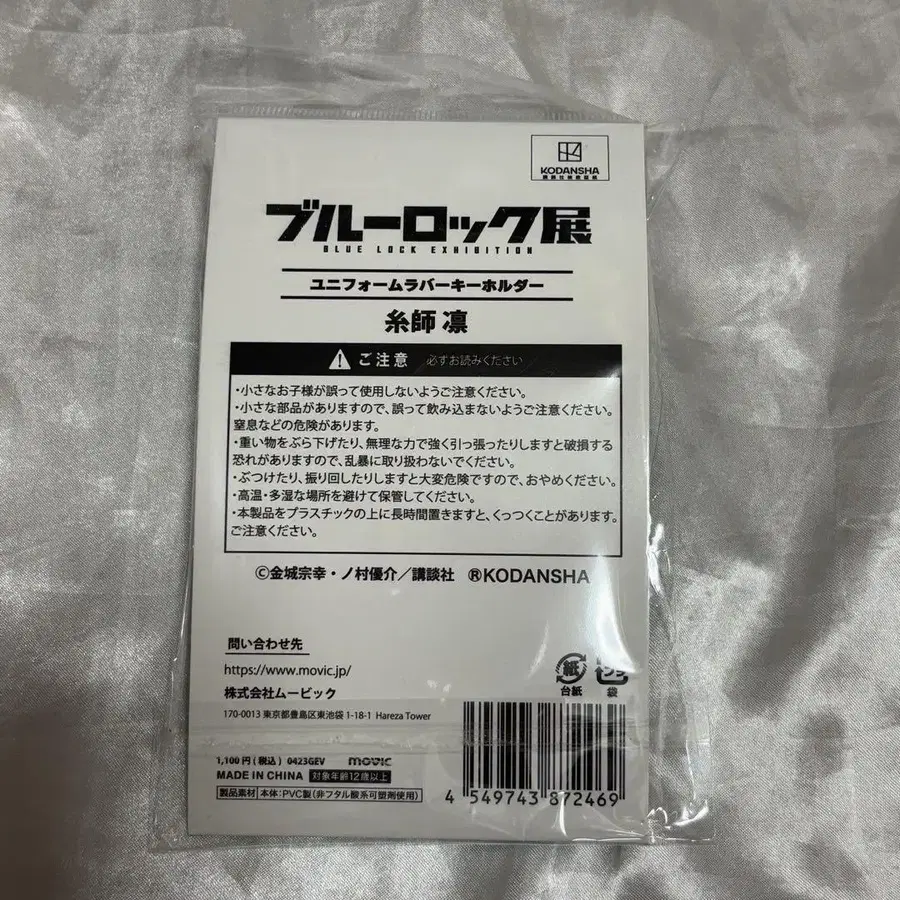 KODANSHA
ブルーロック展
BLUE LOCK EXHIBITION
ユニフォームラバーキーホルダー
糸師 凛
ご注意 必ずお読みください
・小さなお子様が誤って使用しないようご注意ください。
・小さな部品がありますので、誤って飲み込まないようご注意ください。
窒息などの危険があります。
・重い物をぶら下げたり、無理な力で強く引っ張ったりしますと破損する
恐れがありますので、乱暴に取り扱わないでください。
・ぶつけたり、振り回したりしますと大変危険ですので、おやめください。
・高温・多湿な場所を避けて保管してください。
・本製品をプラスチックの上に長時間置きますと、くっつくことがあります。
ご注意ください。
©金城宗幸・ノ村優介/講談社 ®KODANSHA
問い合わせ先
https://www.movic.jp/
株式会社ムービック
170-0013 東京都豊島区東池袋 1-18-1 Hareza Tower
紙
台紙
袋
1,100円(税込) 0423GEV movic
MADE IN CHINA 対象年齢12歳以上
製品素材 本体:PVC製(非フタル酸系可塑剤使用)
4 549743 872469